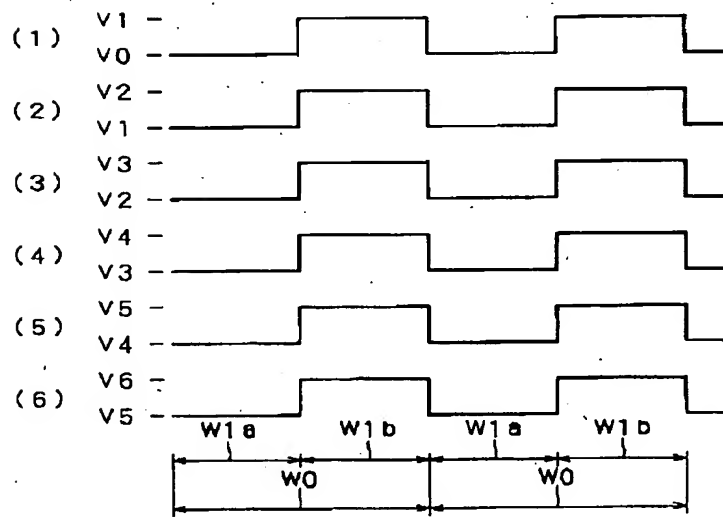 (1) V1
V0
(2) V2
V1
(3) V3
V2
(4) V4
V3
(5) V5
V4
(6) V6
V5
W1a W1b W1a W1b
W0 W0